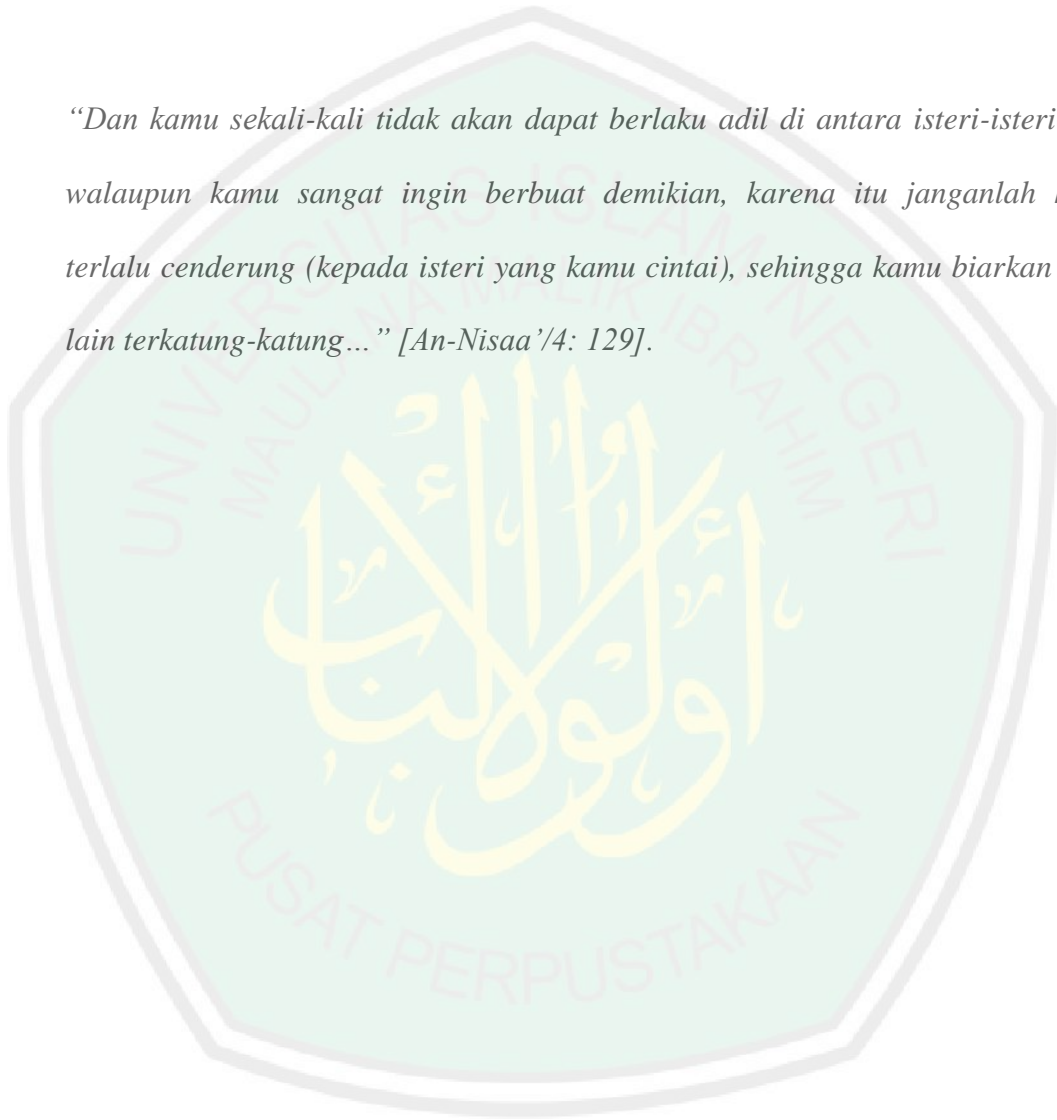 “Dan kamu sekali-kali tidak akan dapat berlaku adil di antara isteri-isteri
walaupun kamu sangat ingin berbuat demikian, karena itu janganlah
terlalu cenderung (kepada isteri yang kamu cintai), sehingga kamu biarkan
lain terkatung-katung…” [An-Nisaa’/4: 129].
UNIVERSITAS ISLAM NEGERI
MAULANA MALIK IBRAHIM
أولوا الألباب
PUSAT PERPUSTAKAAN